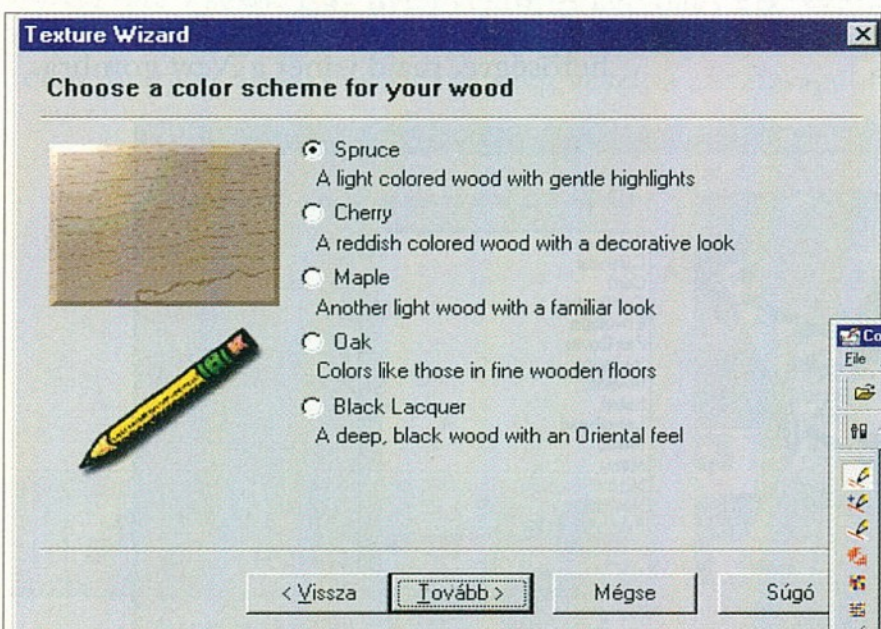 Texture Wizard
Choose a color scheme for your wood
Spruce
A light colored wood with gentle highlights
Cherry
A reddish colored wood with a decorative look
Maple
Another light wood with a familiar look
Oak
Colors like those in fine wooden floors
Black Lacquer
A deep, black wood with an Oriental feel
< Vissza Tovább > Mégse Súgó
Co
File